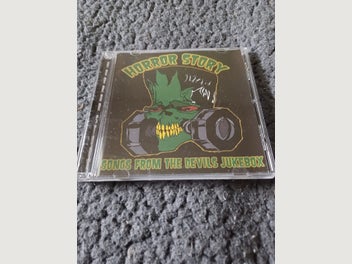 HORROR STORY
SONGS FROM THE DEVILS JUKEBOX